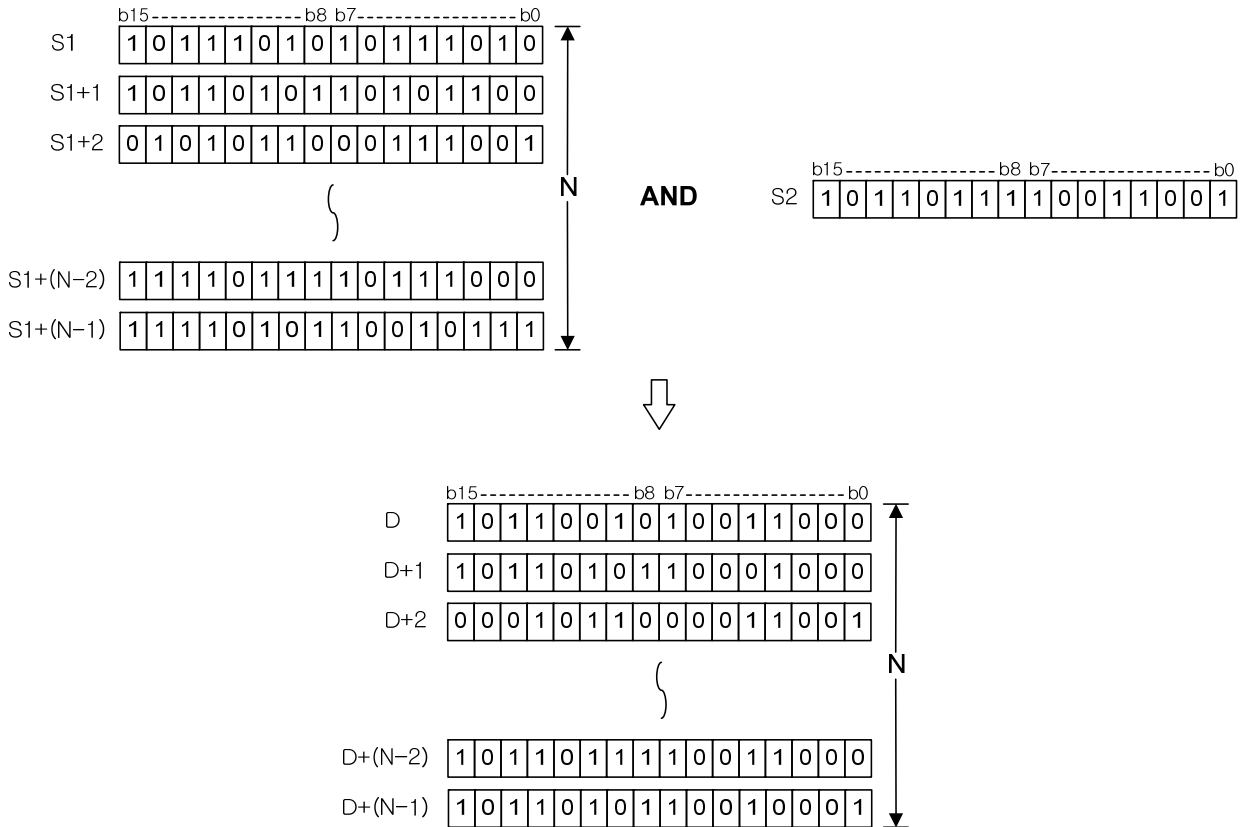 b15 b8 b7 b0
S1 1 0 1 1 1 0 1 0 1 0 1 1 1 0 1 0
S1+1 1 0 1 1 0 1 0 1 1 0 1 0 1 1 0 0
S1+2 0 1 0 1 0 1 1 0 0 0 1 1 1 0 0 1
S1+(N-2) 1 1 1 1 0 1 1 1 1 0 1 1 1 0 0 0
S1+(N-1) 1 1 1 1 0 1 0 1 1 0 0 1 0 1 1 1
N
AND
b15 b8 b7 b0
S2 1 0 1 1 0 1 1 1 1 0 0 1 1 0 0 1
b15 b8 b7 b0
D 1 0 1 1 0 0 1 0 1 0 0 1 1 0 0 0
D+1 1 0 1 1 0 1 0 1 1 0 0 0 1 0 0 0
D+2 0 0 0 1 0 1 1 0 0 0 0 1 1 0 0 1
D+(N-2) 1 0 1 1 0 1 1 1 1 0 0 1 1 0 0 0
D+(N-1) 1 0 1 1 0 1 0 1 1 0 0 1 0 0 0 1
N